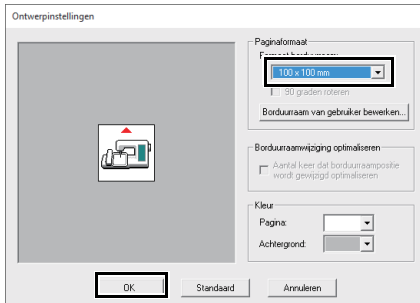 Ontwerpinstellingen
Paginaformaat
100 x 100 mm
90 graden roteren
Borduurraam van gebruiker bewerken...
Borduurraamwijziging optimaliseren
Aantal keer dat borduurraampositie
wordt gewijzigd optimaliseren
Kleur
Pagina:
Achtergrond:
OK
Standaard
Annuleren